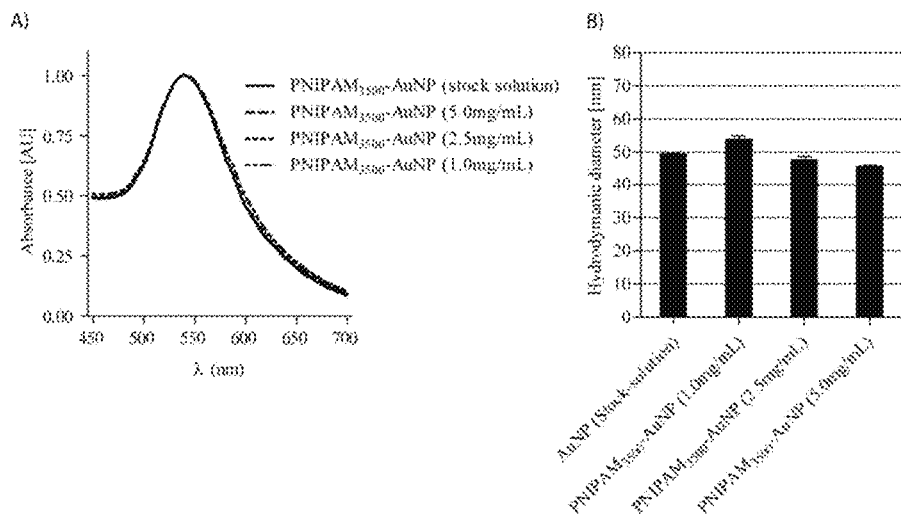 A)
Absorbance [AU]
1.00
0.75
0.50
0.25
0.00
450 500 550 600 650 700
λ (nm)
PNIPAM3500-AuNP (stock solution)
PNIPAM3500-AuNP (5.0mg/mL)
PNIPAM3500-AuNP (2.5mg/mL)
PNIPAM3500-AuNP (1.0mg/mL)
B)
Hydrodymanic diameter [nm]
80
70
60
50
40
30
20
10
0
AuNP (Stock-solution)
PNIPAM3500-AuNP (1.0mg/mL)
PNIPAM3500-AuNP (2.5mg/mL)
PNIPAM3500-AuNP (5.0mg/mL)